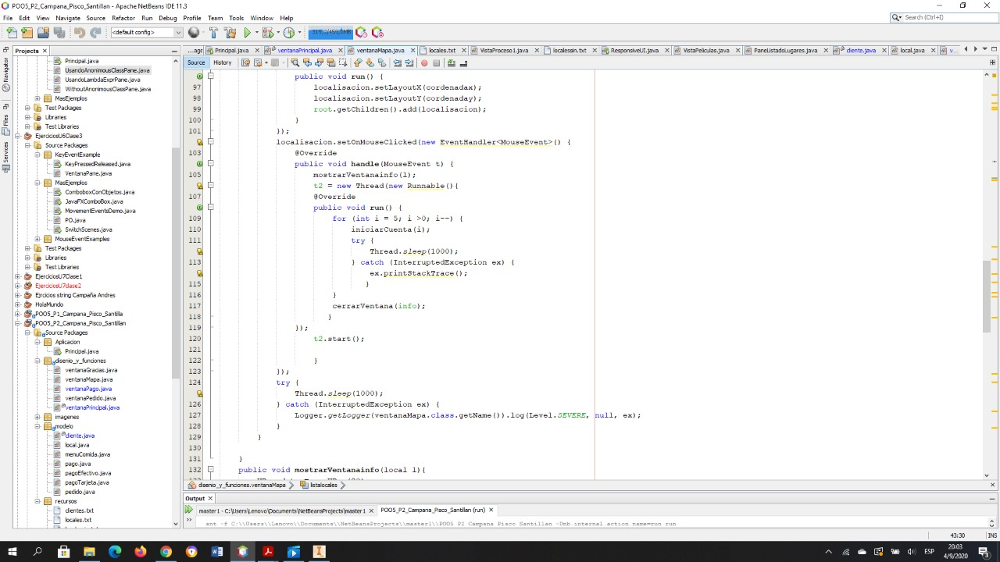 POO5_P2_Campana_Pisco_Santillan - Apache NetBeans IDE 11.3
File Edit View Navigate Source Refactor Run Debug Profile Team Tools Window Help
Search (Ctrl+I)
<default config>
Projects
Principal.java ventanaPrincipal.java ventanaMapa.java locales.txt VistaProceso1.java localessin.txt ResponsiveUI.java VistaPeliculas.java PaneListadoLugares.java cliente.java local.java
Source History
Navigator
Files
Services
Principal.java
UsandoAnonimousClassPane.java
UsandoLambdaExprPane.java
WithoutAnonimousClassPane.java
MasEjemplos
Test Packages
Libraries
Test Libraries
EjerciciosU6Clase3
Source Packages
KeyEventExample
KeyPressedReleased.java
VentanaPane.java
MasEjemplos
ComboboxConObjetos.java
JavaFXComboBox.java
MovementEventsDemo.java
PO.java
SwitchScenes.java
MouseEventExamples
Test Packages
Libraries
Test Libraries
EjerciciosU7Clase1
EjerciciosU7clase2
Ejrcicios string Campaña Andres
HolaMundo
POO5_P1_Campana_Pisco_Santilla
POO5_P2_Campana_Pisco_Santillan
Source Packages
Aplicacion
Principal.java
disenio_y_funciones
ventanaGracias.java
ventanaMapa.java
ventanaPago.java
ventanaPedido.java
ventanaPrincipal.java
imagenes
modelo
cliente.java
local.java
menuComida.java
pago.java
pagoEfectivo.java
pagoTarjeta.java
pedido.java
recursos
clientes.txt
locales.txt
public void run() {
97 localisacion.setLayoutX(cordenadax);
98 localisacion.setLayoutY(cordenaday);
99 root.getChildren().add(localisacion);
100 }
101 });
localisacion.setOnMouseClicked(new EventHandler<MouseEvent>() {
103 @Override
public void handle(MouseEvent t) {
105 mostrarVentanainfo(l);
t2 = new Thread(new Runnable(){
107 @Override
public void run() {
109 for (int i = 5; i >0; i--) {
110 iniciarCuenta(i);
111 try {
Thread.sleep(1000);
113 } catch (InterruptedException ex) {
ex.printStackTrace();
115 }
116 }
117 cerrarVentana(info);
118 }
119 });
120 t2.start();
121
122 }
123 });
124 try {
Thread.sleep(1000);
126 } catch (InterruptedException ex) {
127 Logger.getLogger(ventanaMapa.class.getName()).log(Level.SEVERE, null, ex);
128 }
129 }
130
131 }
132 public void mostrarVentanainfo(local l){
disenio_y_funciones.ventanaMapa listalocales
Output
master1 - C:\Users\Lenovo\Documents\NetBeansProjects\master1 POO5_P2_Campana_Pisco_Santillan (run)
ant -f C:\\Users\\Lenovo\\Documents\\NetBeansProjects\\master1\\POO5_P2_Campana_Pisco_Santillan -Dnb.internal.action.name=run run
43:30 INS
ESP
20:03
4/9/2020
3